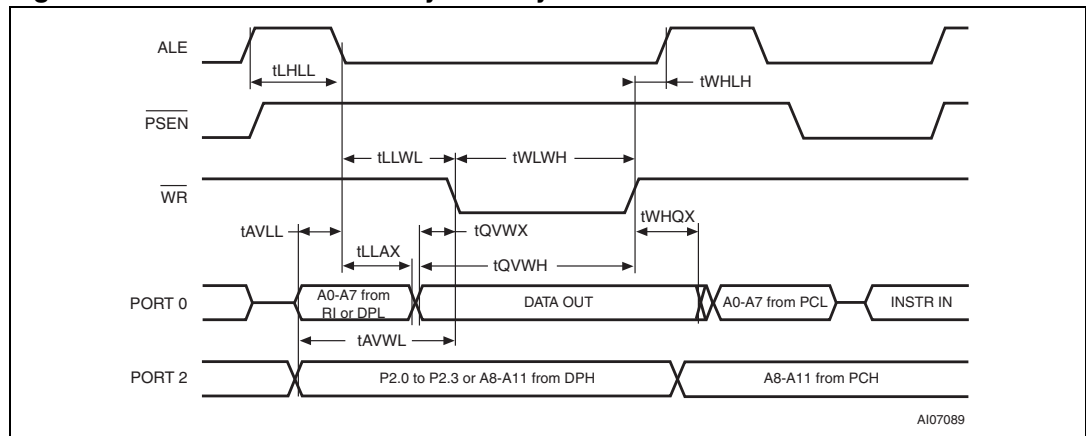 ALE
tLHLL
tWHLH
PSEN
tLLWL
tWLWH
WR
tAVLL
tQVWX
tWHQX
tLLAX
tQVWH
PORT 0
A0-A7 from
RI or DPL
DATA OUT
A0-A7 from PCL
INSTR IN
tAVWL
PORT 2
P2.0 to P2.3 or A8-A11 from DPH
A8-A11 from PCH
AI07089